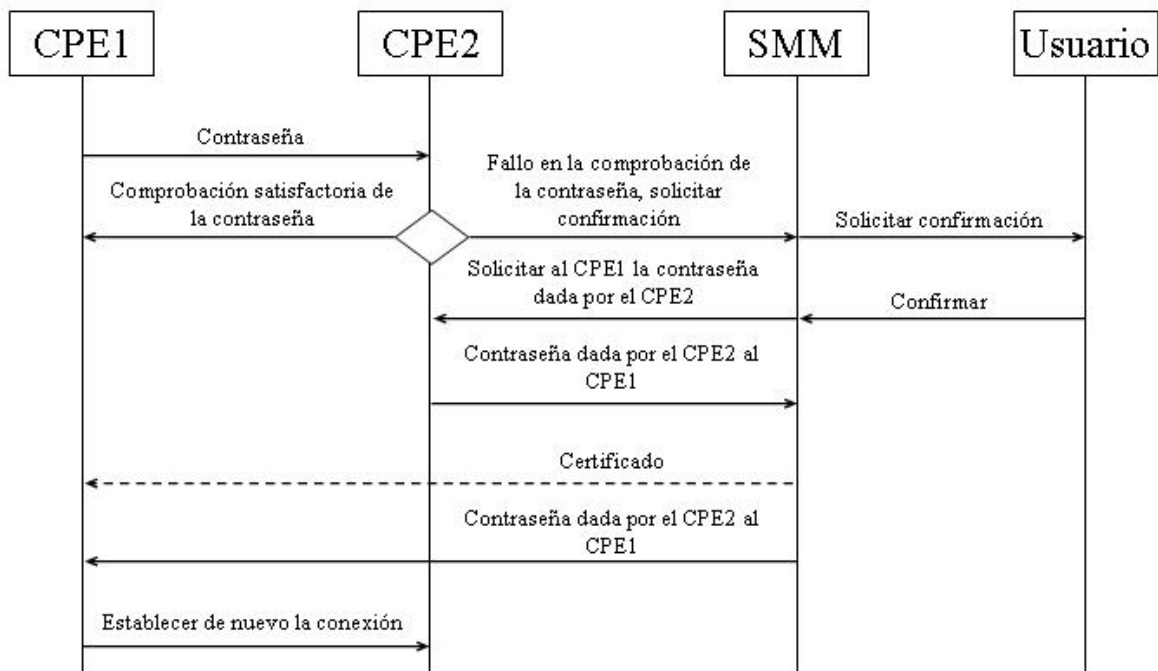 CPE1
CPE2
SMM
Usuario
Contraseña
Comprobación satisfactoria de
la contraseña
Fallo en la comprobación de
la contraseña, solicitar
confirmación
Solicitar confirmación
Solicitar al CPE1 la contraseña
dada por el CPE2
Confirmar
Contraseña dada por el CPE2 al
CPE1
Certificado
Contraseña dada por el CPE2 al
CPE1
Establecer de nuevo la conexión